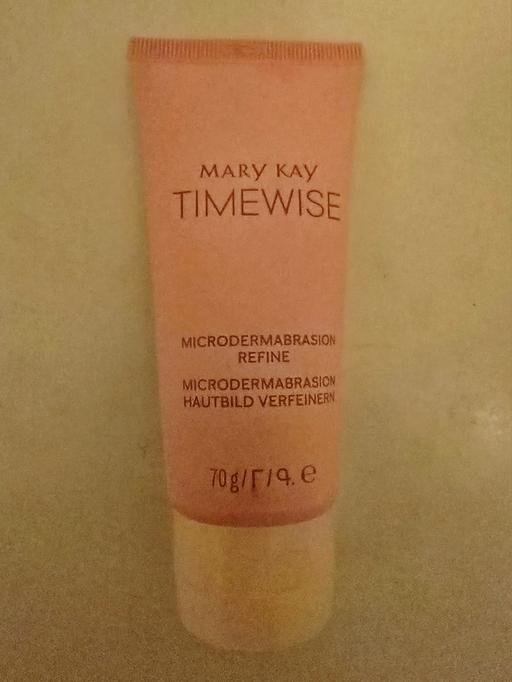 MARY KAY
TIMEWISE
MICRODERMABRASION
REFINE
MICRODERMABRASION
HAUTBILD VERFEINERN
70g/Г/գ. e